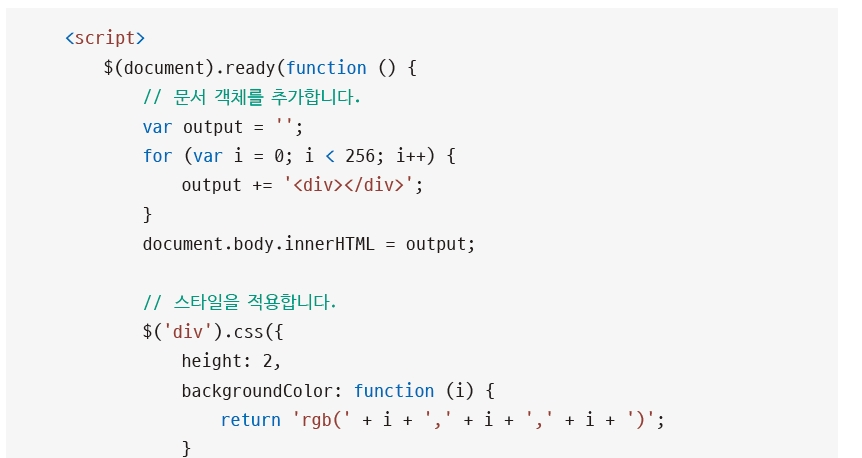 <script>
$(document).ready(function () {
// 문서 객체를 추가합니다.
var output = '';
for (var i = 0; i < 256; i++) {
output += '<div></div>';
}
document.body.innerHTML = output;
// 스타일을 적용합니다.
$('div').css({
height: 2,
backgroundColor: function (i) {
return 'rgb(' + i + ',' + i + ',' + i + ')';
}